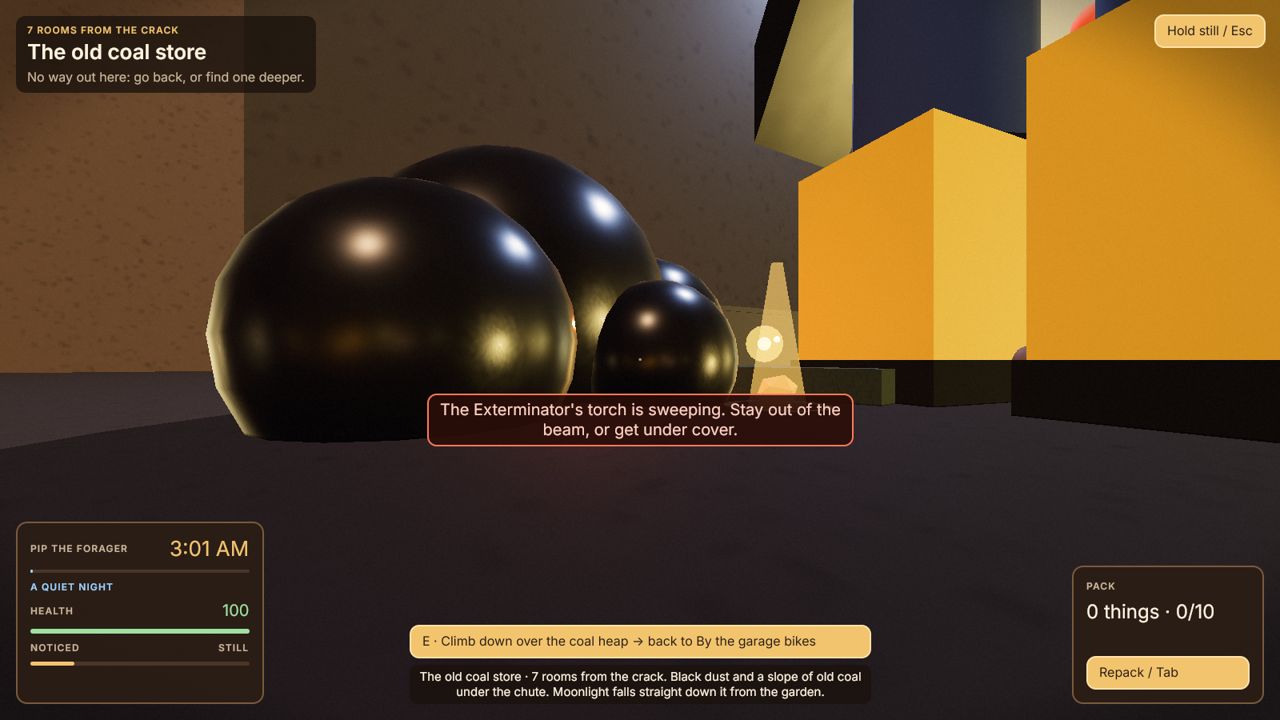 7 ROOMS FROM THE CRACK
The old coal store
No way out here: go back, or find one deeper.
Hold still / Esc
The Exterminator's torch is sweeping. Stay out of the
beam, or get under cover.
PIP THE FORAGER 3:01 AM
A QUIET NIGHT
HEALTH 100
NOTICED STILL
E · Climb down over the coal heap → back to By the garage bikes
The old coal store · 7 rooms from the crack. Black dust and a slope of old coal
under the chute. Moonlight falls straight down it from the garden.
PACK
0 things · 0/10
Repack / Tab